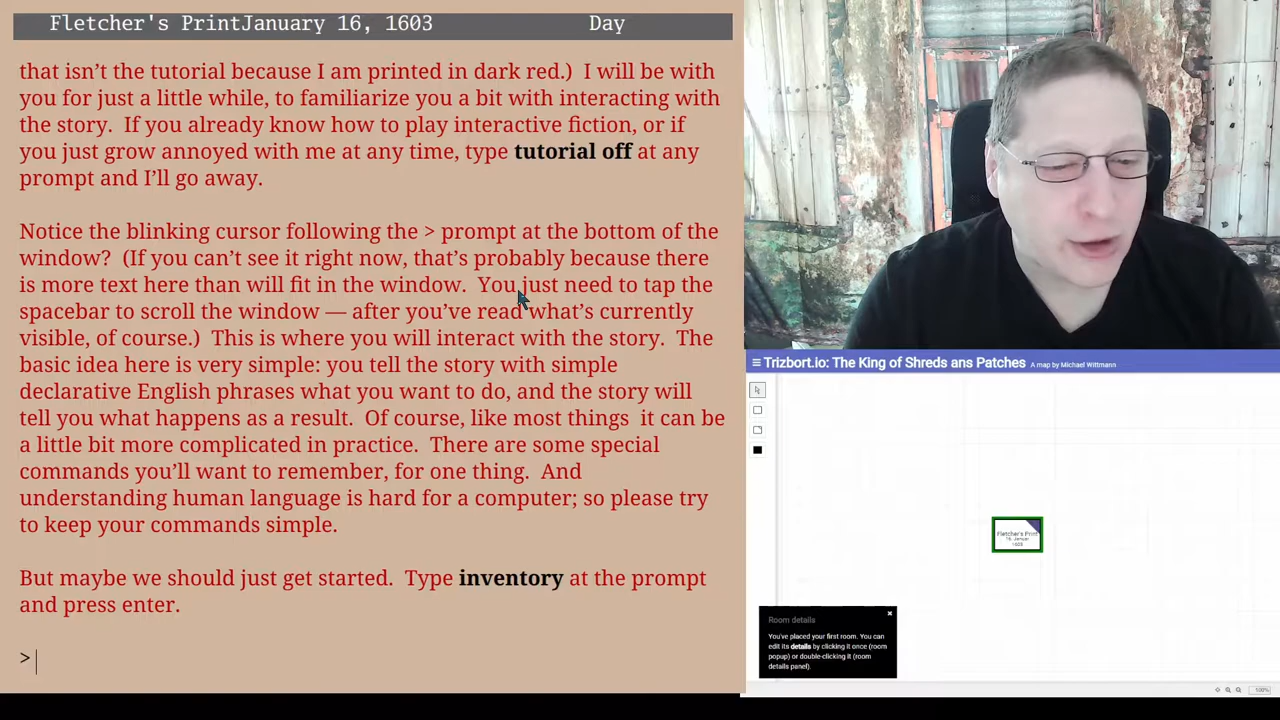 Fletcher's PrintJanuary 16, 1603 Day
that isn't the tutorial because I am printed in dark red.) I will be with
you for just a little while, to familiarize you a bit with interacting with
the story. If you already know how to play interactive fiction, or if
you just grow annoyed with me at any time, type tutorial off at any
prompt and I'll go away.
Notice the blinking cursor following the > prompt at the bottom of the
window? (If you can't see it right now, that's probably because there
is more text here than will fit in the window. You just need to tap the
spacebar to scroll the window — after you've read what's currently
visible, of course.) This is where you will interact with the story. The
basic idea here is very simple: you tell the story with simple
declarative English phrases what you want to do, and the story will
tell you what happens as a result. Of course, like most things it can be
a little bit more complicated in practice. There are some special
commands you'll want to remember, for one thing. And
understanding human language is hard for a computer; so please try
to keep your commands simple.
But maybe we should just get started. Type inventory at the prompt
and press enter.
>
Trizbort.io: The King of Shreds ans Patches A map by Michael Wittmann
Fletcher's Print
16. Januar
1603
Room details
You've placed your first room. You can
edit its details by clicking it once (room
popup) or double-clicking it (room
details panel).
100%